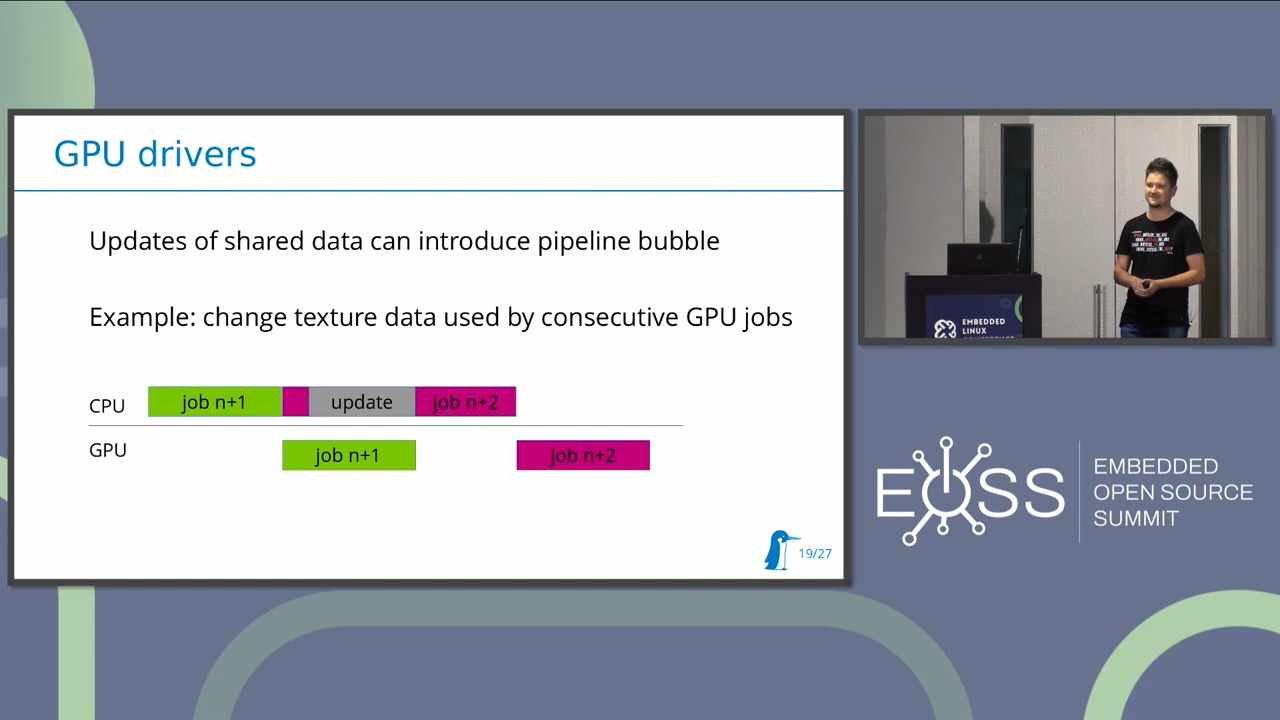 GPU drivers
Updates of shared data can introduce pipeline bubble
Example: change texture data used by consecutive GPU jobs
CPU
job n+1
update
job n+2
GPU
job n+1
job n+2
19/27
EMBEDDED
LINUX
EOSS
EMBEDDED
OPEN SOURCE
SUMMIT